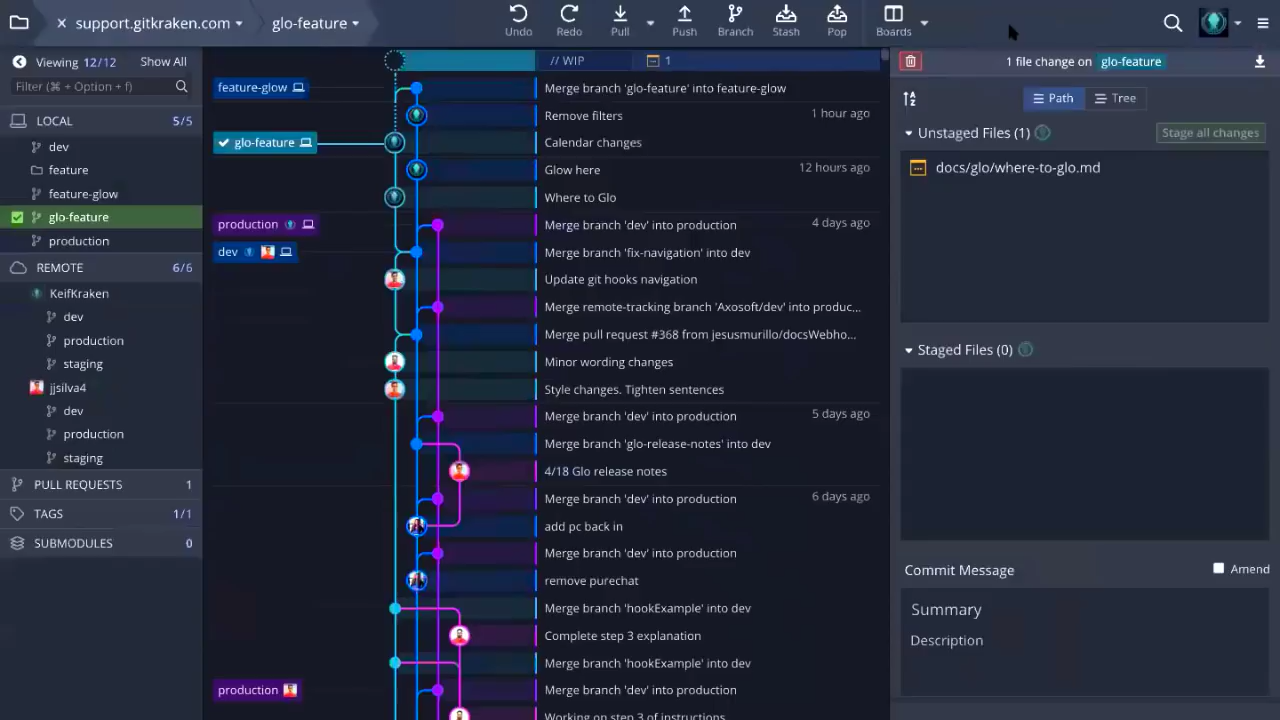 support.gitkraken.com
glo-feature
Undo
Redo
Pull
Push
Branch
Stash
Pop
Boards
Viewing 12/12
Show All
Filter (⌘ + Option + f)
LOCAL
5/5
dev
feature
feature-glow
glo-feature
production
REMOTE
6/6
KeifKraken
dev
production
staging
jjsilva4
dev
production
staging
PULL REQUESTS
1
TAGS
1/1
SUBMODULES
0
// WIP
1
feature-glow
Merge branch 'glo-feature' into feature-glow
Remove filters
1 hour ago
glo-feature
Calendar changes
Glow here
12 hours ago
Where to Glo
production
Merge branch 'dev' into production
4 days ago
dev
Merge branch 'fix-navigation' into dev
Update git hooks navigation
Merge remote-tracking branch 'Axosoft/dev' into produc...
Merge pull request #368 from jesusmurillo/docsWebho...
Minor wording changes
Style changes. Tighten sentences
Merge branch 'dev' into production
5 days ago
Merge branch 'glo-release-notes' into dev
4/18 Glo release notes
Merge branch 'dev' into production
6 days ago
add pc back in
Merge branch 'dev' into production
remove purechat
Merge branch 'hookExample' into dev
Complete step 3 explanation
Merge branch 'hookExample' into dev
production
Merge branch 'dev' into production
Working on step 3 of instructions
1 file change on
glo-feature
Path
Tree
Unstaged Files (1)
Stage all changes
docs/glo/where-to-glo.md
Staged Files (0)
Commit Message
Amend
Summary
Description